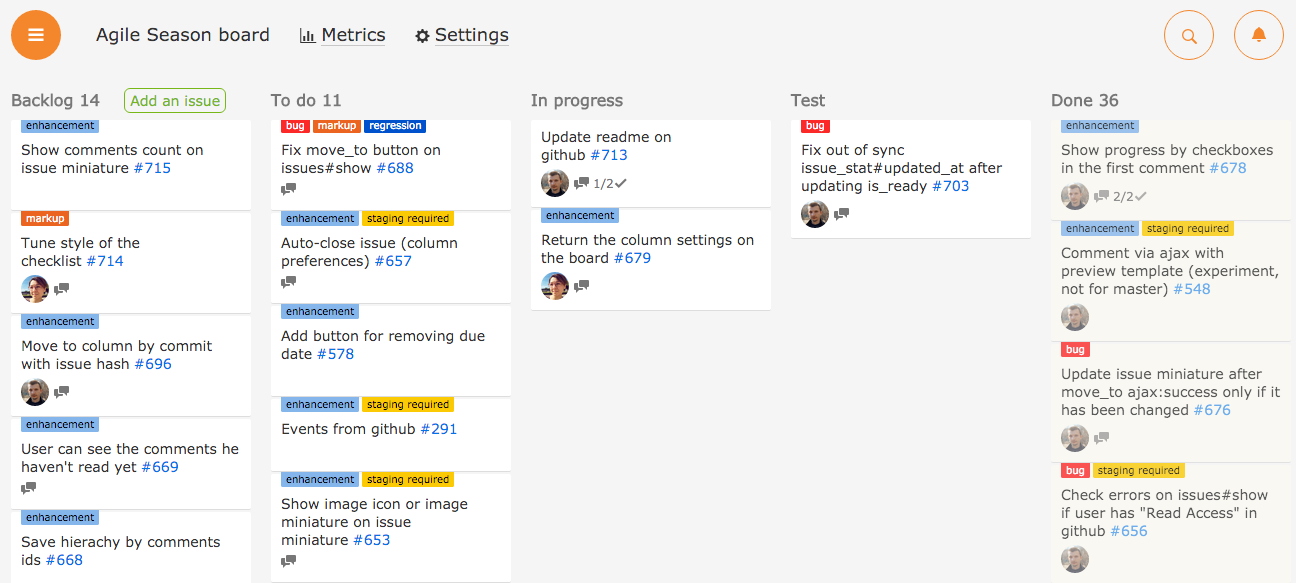 Agile Season board
Metrics
Settings
Backlog 14
Add an issue
enhancement
Show comments count on
issue miniature #715
markup
Tune style of the
checklist #714
enhancement
Move to column by commit
with issue hash #696
enhancement
User can see the comments he
haven't read yet #669
enhancement
Save hierachy by comments
ids #668
To do 11
bug markup regression
Fix move_to button on
issues#show #688
enhancement staging required
Auto-close issue (column
preferences) #657
enhancement
Add button for removing due
date #578
enhancement staging required
Events from github #291
enhancement staging required
Show image icon or image
miniature on issue
miniature #653
In progress
Update readme on
github #713
1/2
enhancement
Return the column settings on
the board #679
Test
bug
Fix out of sync
issue_stat#updated_at after
updating is_ready #703
Done 36
enhancement
Show progress by checkboxes
in the first comment #678
2/2
enhancement staging required
Comment via ajax with
preview template (experiment,
not for master) #548
bug
Update issue miniature after
move_to ajax:success only if it
has been changed #676
bug staging required
Check errors on issues#show
if user has "Read Access" in
github #656